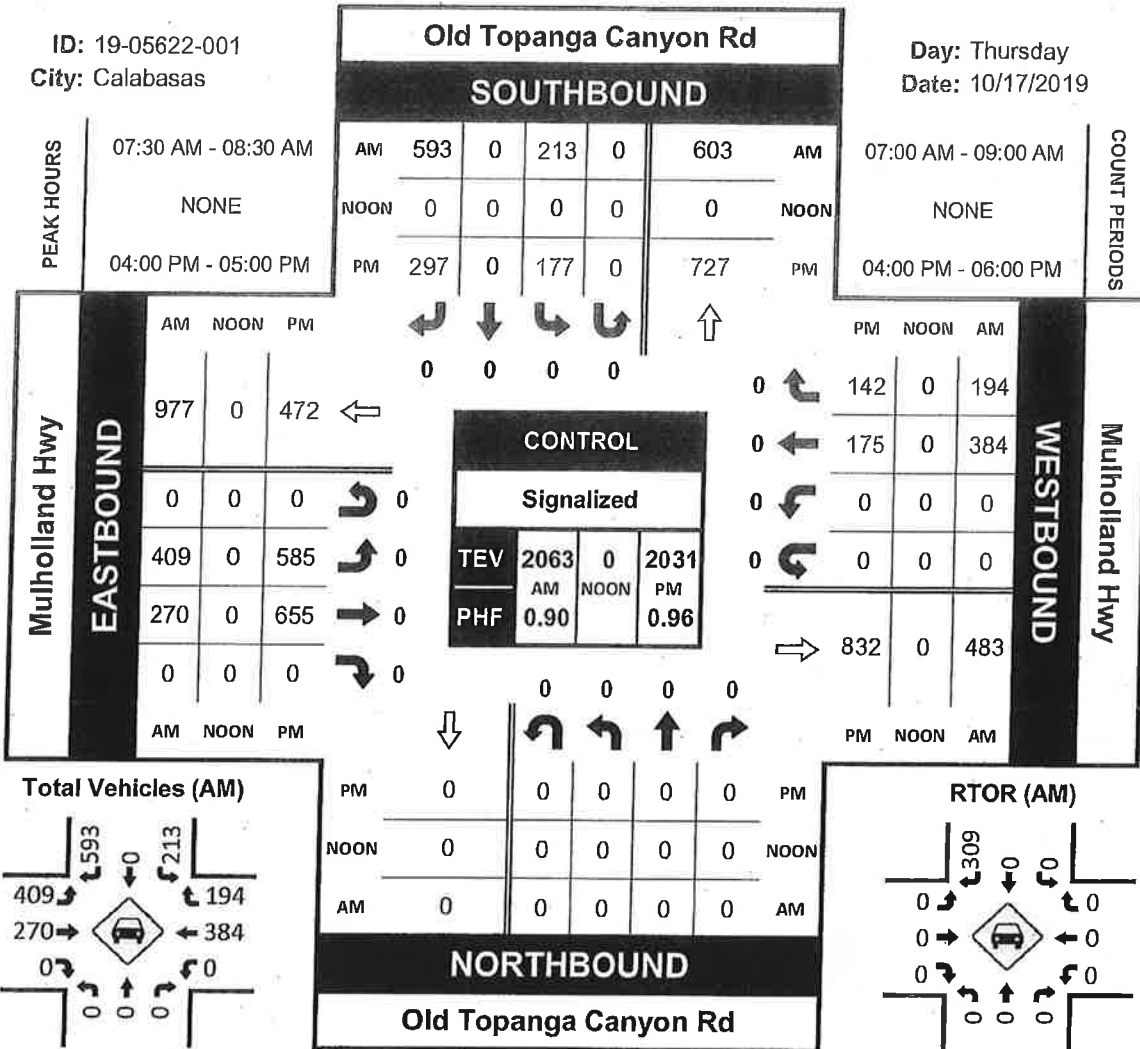 ID: 19-05622-001
City: Calabasas
Old Topanga Canyon Rd
SOUTHBOUND
Day: Thursday
Date: 10/17/2019
PEAK HOURS
07:30 AM - 08:30 AM
NONE
04:00 PM - 05:00 PM
AM 593 0 213 0 603 AM
NOON 0 0 0 0 0 NOON
PM 297 0 177 0 727 PM
COUNT PERIODS
07:00 AM - 09:00 AM
NONE
04:00 PM - 06:00 PM
0 0 0 0
Mulholland Hwy
EASTBOUND
AM NOON PM
977 0 472
0 0 0 0
409 0 585 0
270 0 655 0
0 0 0 0
AM NOON PM
CONTROL
Signalized
TEV 2063 0 2031
AM NOON PM
PHF 0.90 0.96
PM NOON AM
0 142 0 194
0 175 0 384
0 0 0 0
0 0 0 0
832 0 483
PM NOON AM
WESTBOUND
Mulholland Hwy
0 0 0 0
PM 0 0 0 0 0 PM
NOON 0 0 0 0 0 NOON
AM 0 0 0 0 0 AM
NORTHBOUND
Old Topanga Canyon Rd
Total Vehicles (AM)
593 0 213
409 194
270 384
0 0
0 0 0
RTOR (AM)
309 0 0
0 0
0 0
0 0
0 0 0